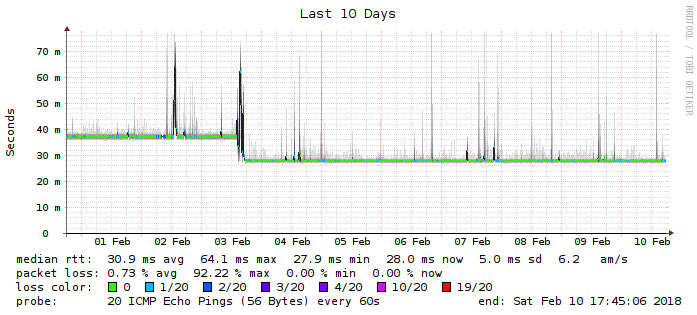 Last 10 Days
RRDTOOL / TOBI OETIKER
Seconds
70 m
60 m
50 m
40 m
30 m
20 m
10 m
0
01 Feb 02 Feb 03 Feb 04 Feb 05 Feb 06 Feb 07 Feb 08 Feb 09 Feb 10 Feb
median rtt: 30.9 ms avg 64.1 ms max 27.9 ms min 28.0 ms now 5.0 ms sd 6.2 am/s
packet loss: 0.73 % avg 92.22 % max 0.00 % min 0.00 % now
loss color: 0 1/20 2/20 3/20 4/20 10/20 19/20
probe: 20 ICMP Echo Pings (56 Bytes) every 60s end: Sat Feb 10 17:45:06 2018